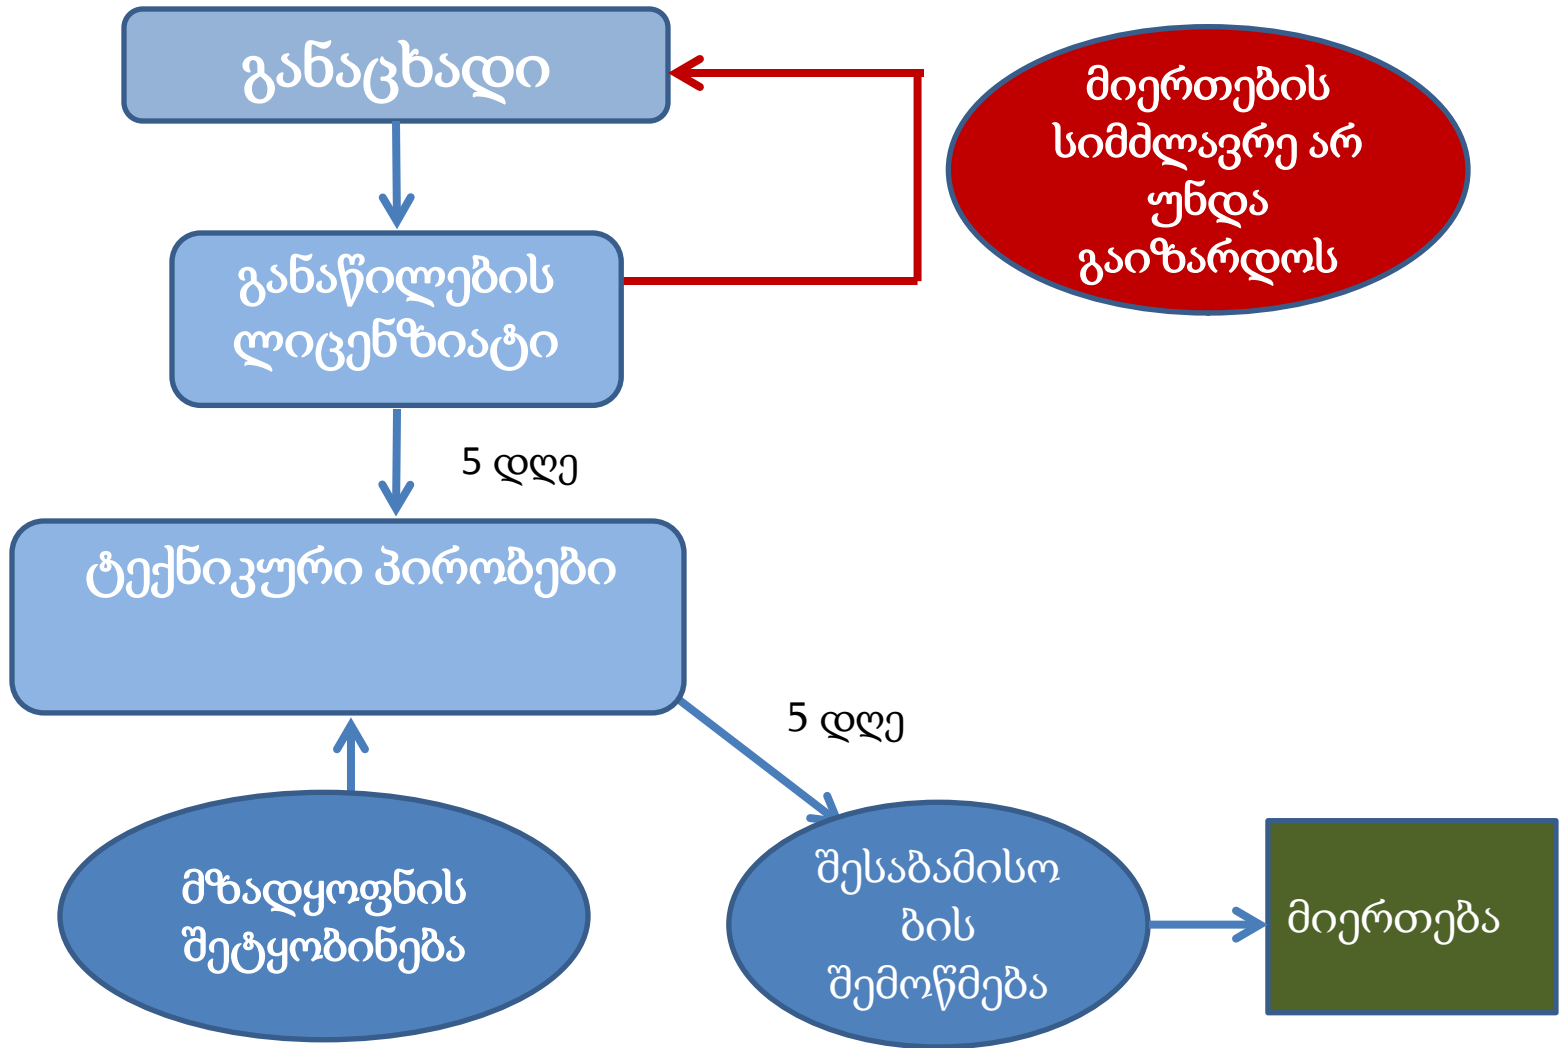 განაცხადი
მიერთების
სიმძლავრე არ
უნდა
გაიზარდოს
განაწილების
ლიცენზიატი
5 დღე
ტექნიკური პირობები
5 დღე
მზადყოფნის
შეტყობინება
შესაბამისო
ბის
შემოწმება
მიერთება